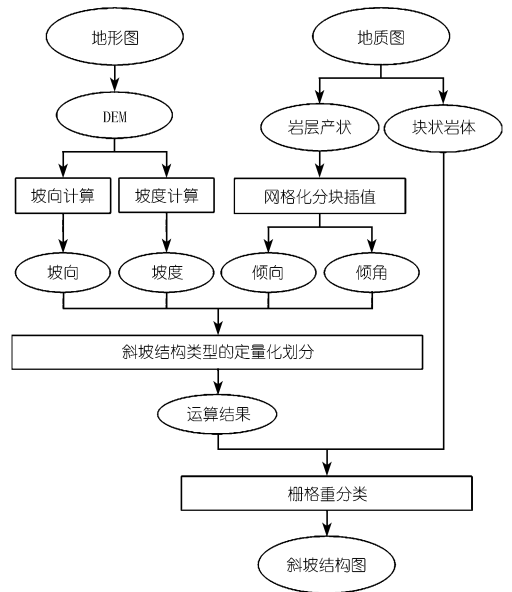 地形图
地质图
DEM
岩层产状
块状岩体
坡向计算
坡度计算
网格化分块插值
坡向
坡度
倾向
倾角
斜坡结构类型的定量化划分
运算结果
栅格重分类
斜坡结构图